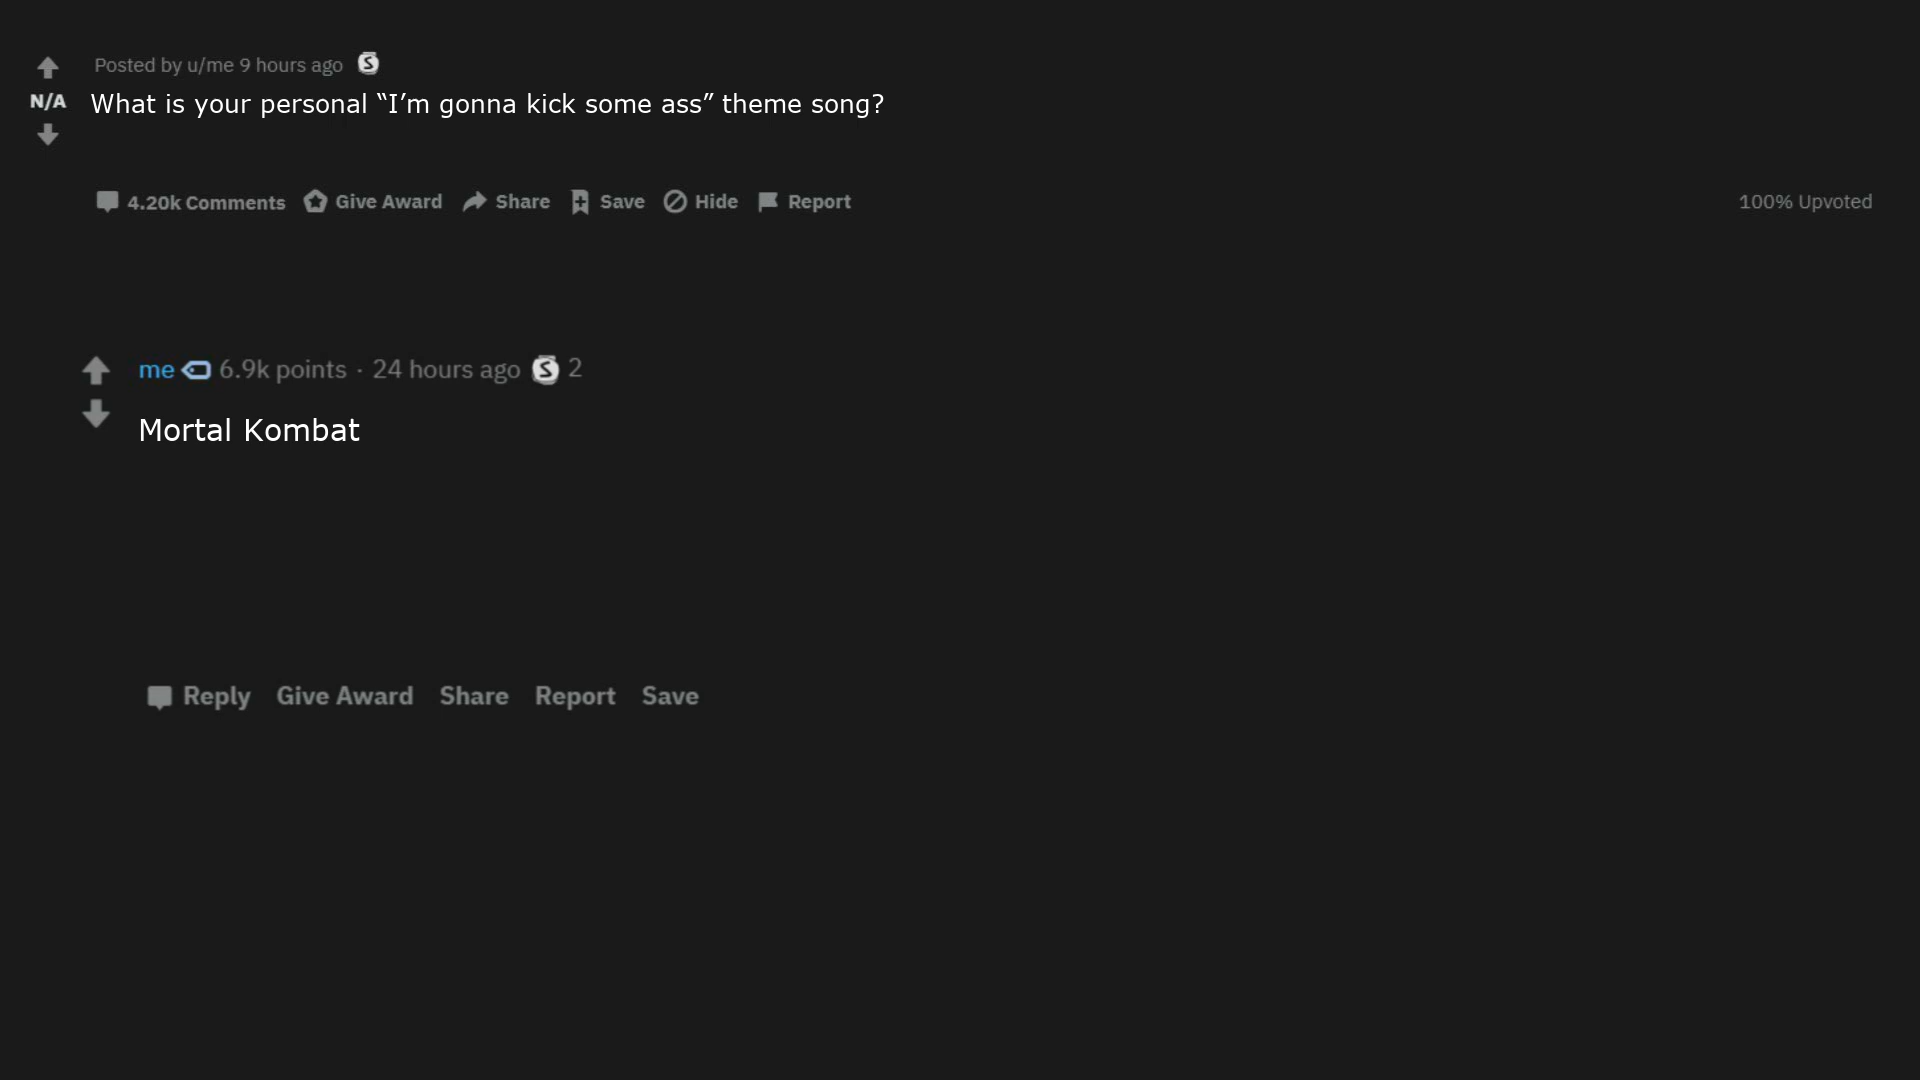 Posted by u/me 9 hours ago S
N/A
What is your personal “I’m gonna kick some ass” theme song?
4.20k Comments Give Award Share Save Hide Report 100% Upvoted
me 6.9k points · 24 hours ago S 2
Mortal Kombat
Reply Give Award Share Report Save